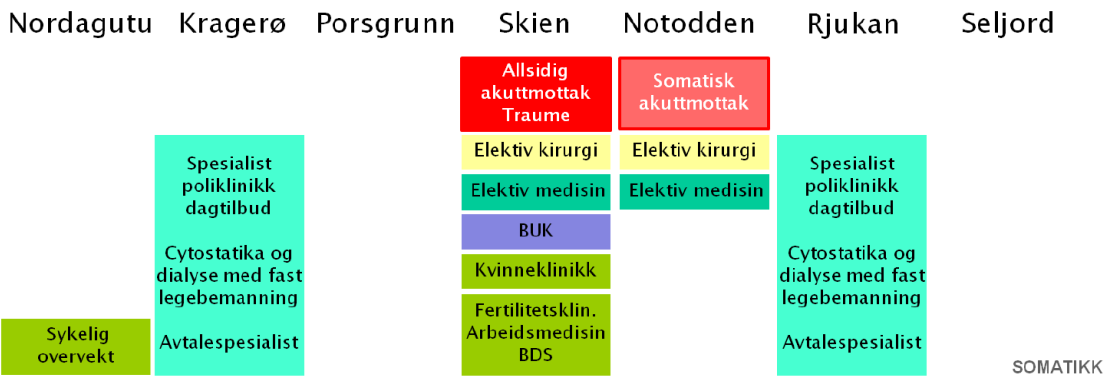 Nordagutu Kragerø Porsgrunn Skien Notodden Rjukan Seljord
Allsidig
akuttmottak
Traume
Somatisk
akuttmottak
Elektiv kirurgi
Elektiv kirurgi
Elektiv medisin
Elektiv medisin
BUK
Kvinneklinikk
Fertilitetsklin.
Arbeidsmedisin
BDS
Spesialist
poliklinikk
dagtilbud
Cytostatika og
dialyse med fast
legebemanning
Avtalespesialist
Spesialist
poliklinikk
dagtilbud
Cytostatika og
dialyse med fast
legebemanning
Avtalespesialist
Sykelig
overvekt
SOMATIKK